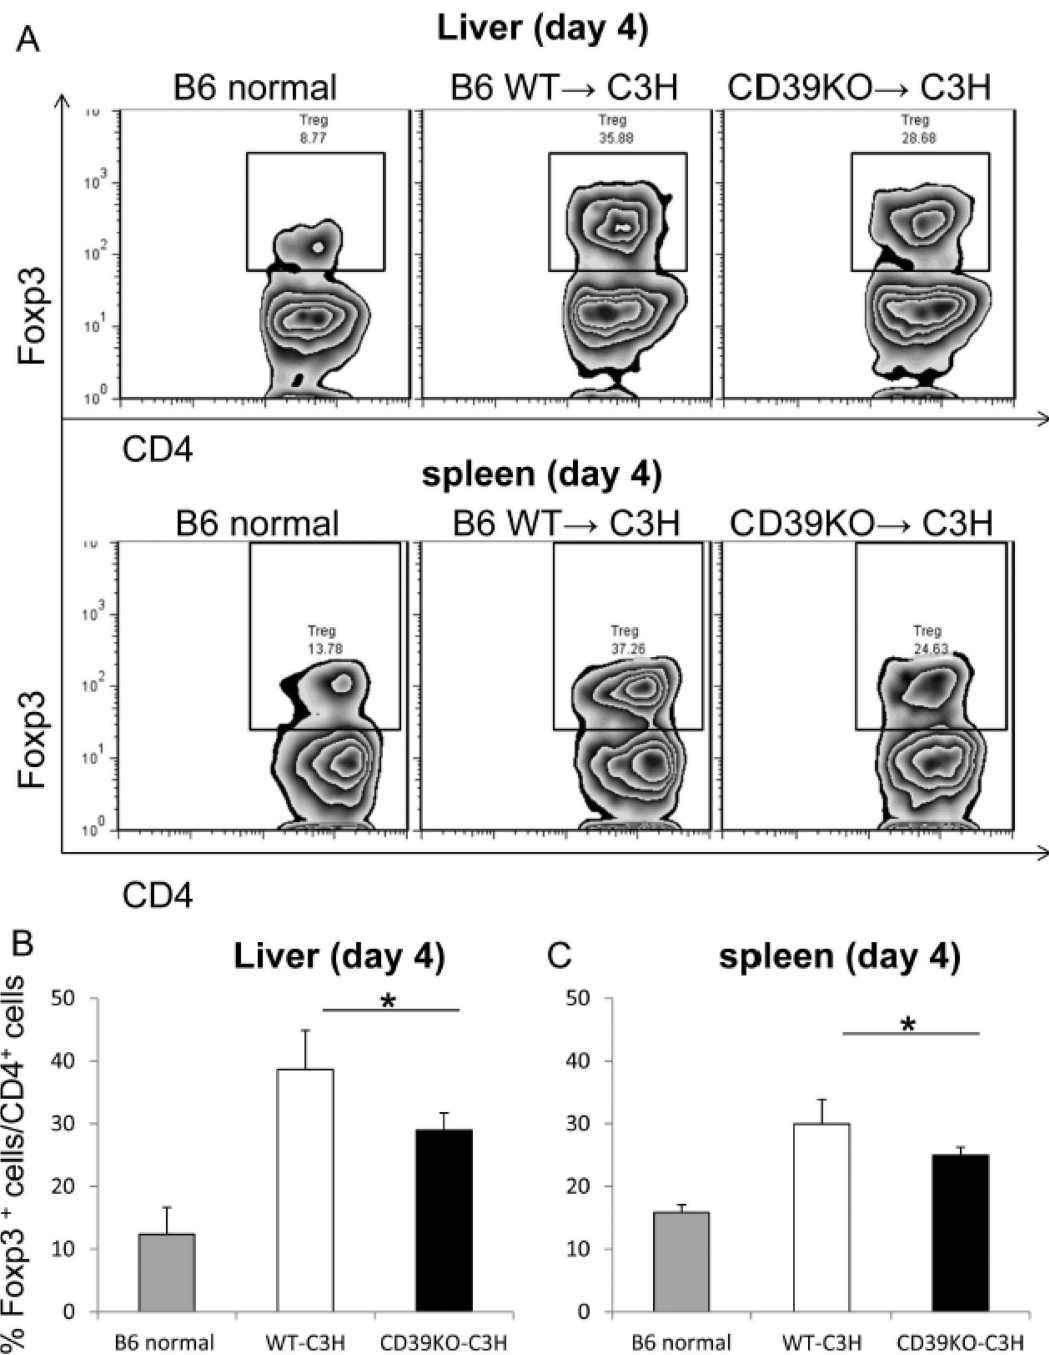 A
Liver (day 4)
B6 normal
B6 WT→ C3H
CD39KO→ C3H
Treg
8.77
Treg
35.88
Treg
28.68
10³
10²
10¹
10⁰
Foxp3
CD4
spleen (day 4)
B6 normal
B6 WT→ C3H
CD39KO→ C3H
Treg
13.78
Treg
37.26
Treg
24.63
10³
10²
10¹
10⁰
Foxp3
CD4
B
Liver (day 4)
% Foxp3 + cells/CD4+ cells
50
40
30
20
10
0
*
B6 normal
WT-C3H
CD39KO-C3H
C
spleen (day 4)
50
40
30
20
10
0
*
B6 normal
WT-C3H
CD39KO-C3H